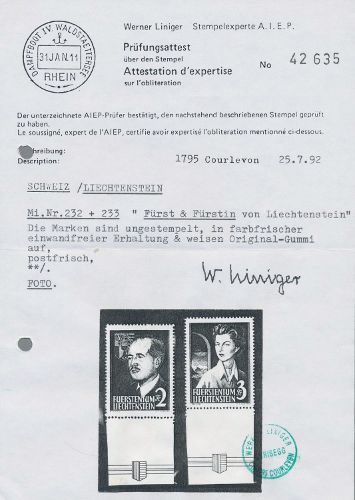 Werner Liniger Stempelexperte A.I.E.P.
DAMPFBOOT IV. WALDSTAETTERSEE
31.JAN.11
RHEIN
Prüfungsattest
über den Stempel
Attestation d'expertise
sur l'oblitération
No 42635
Der unterzeichnete AIEP-Prüfer bestätigt, den nachstehend beschriebenen Stempel geprüft
zu haben.
Le soussigné, expert de l'AIEP, certifie avoir expertisé l'oblitération mentionné ci-dessous.
hreibung:
Description:
1795 Courlevon 25.7.92
SCHWEIZ /LIECHTENSTEIN
Mi.Nr.232 + 233 " Fürst & Fürstin von Liechtenstein"
Die Marken sind ungestempelt, in farbfrischer
einwandfreier Erhaltung & weisen Original-Gummi
auf,
postfrisch,
**/.
FOTO.
W. Liniger
FUERSTENTUM
LIECHTENSTEIN 2
FUERSTENTUM
LIECHTENSTEIN 3